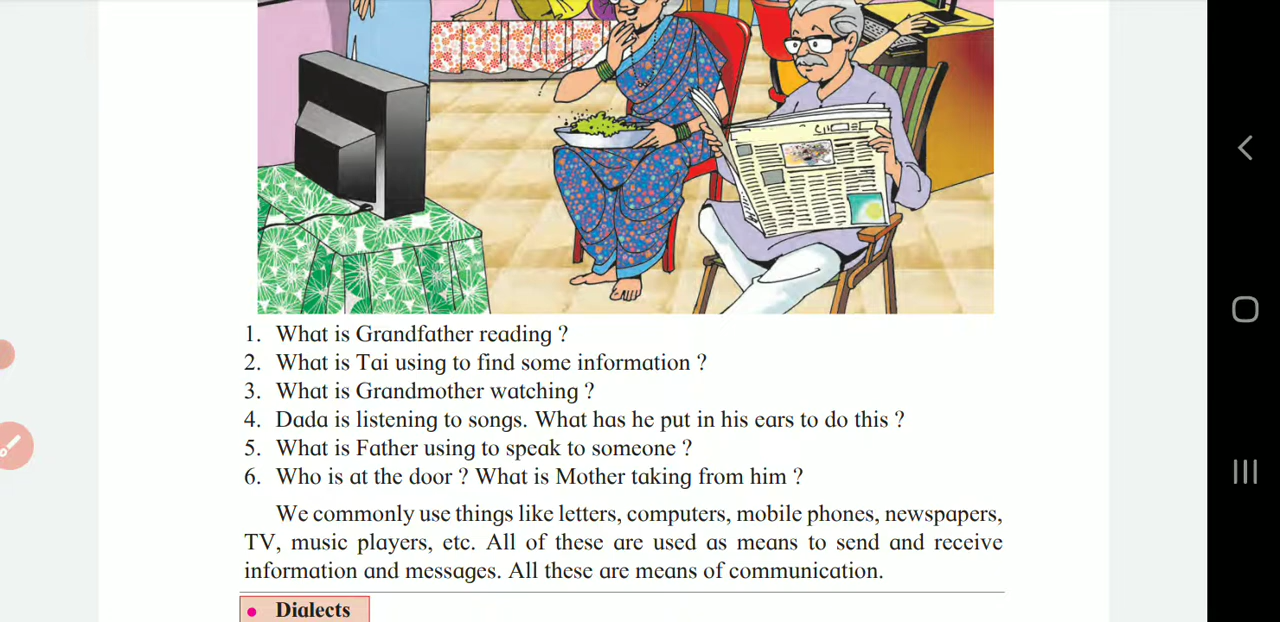 1. What is Grandfather reading ?
2. What is Tai using to find some information ?
3. What is Grandmother watching ?
4. Dada is listening to songs. What has he put in his ears to do this ?
5. What is Father using to speak to someone ?
6. Who is at the door ? What is Mother taking from him ?
We commonly use things like letters, computers, mobile phones, newspapers,
TV, music players, etc. All of these are used as means to send and receive
information and messages. All these are means of communication.
• Dialects